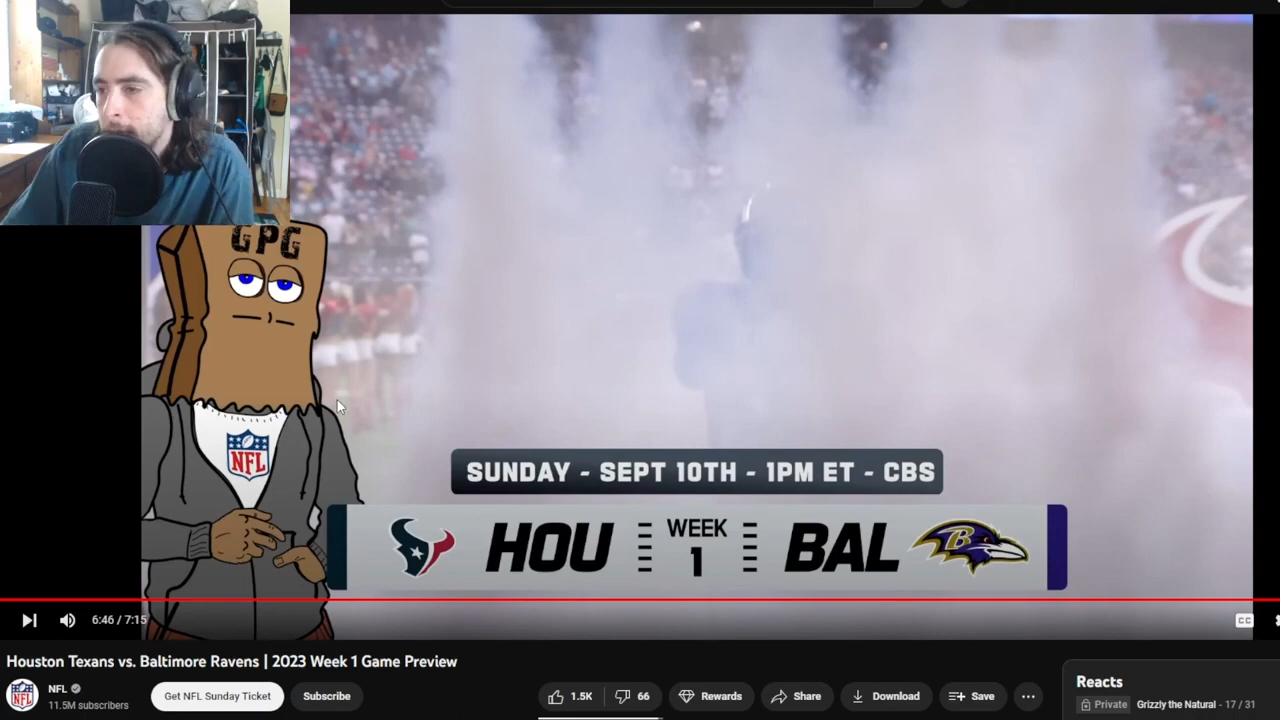 GPG
NFL
SUNDAY - SEPT 10TH - 1PM ET - CBS
HOU
WEEK
1
BAL
B
6:46 / 7:15
CC
Houston Texans vs. Baltimore Ravens | 2023 Week 1 Game Preview
NFL
11.5M subscribers
Get NFL Sunday Ticket
Subscribe
1.5K
66
Rewards
Share
Download
Save
Reacts
Private
Grizzly the Natural - 17 / 31